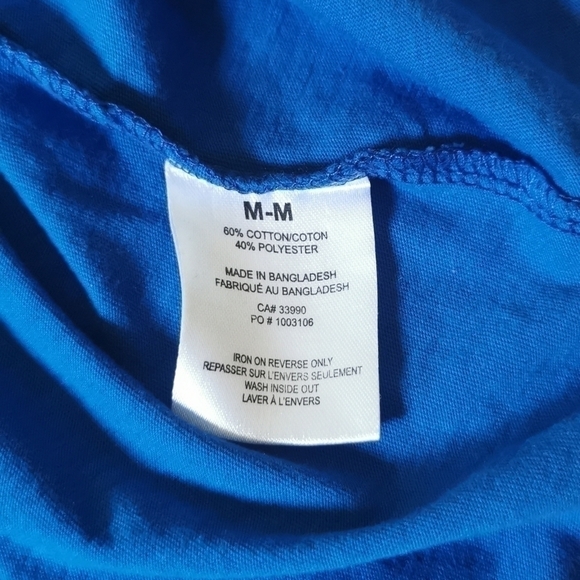 M-M
60% COTTON/COTON
40% POLYESTER
MADE IN BANGLADESH
FABRIQUÉ AU BANGLADESH
CA# 33990
PO # 1003106
IRON ON REVERSE ONLY
REPASSER SUR L'ENVERS SEULEMENT
WASH INSIDE OUT
LAVER À L'ENVERS